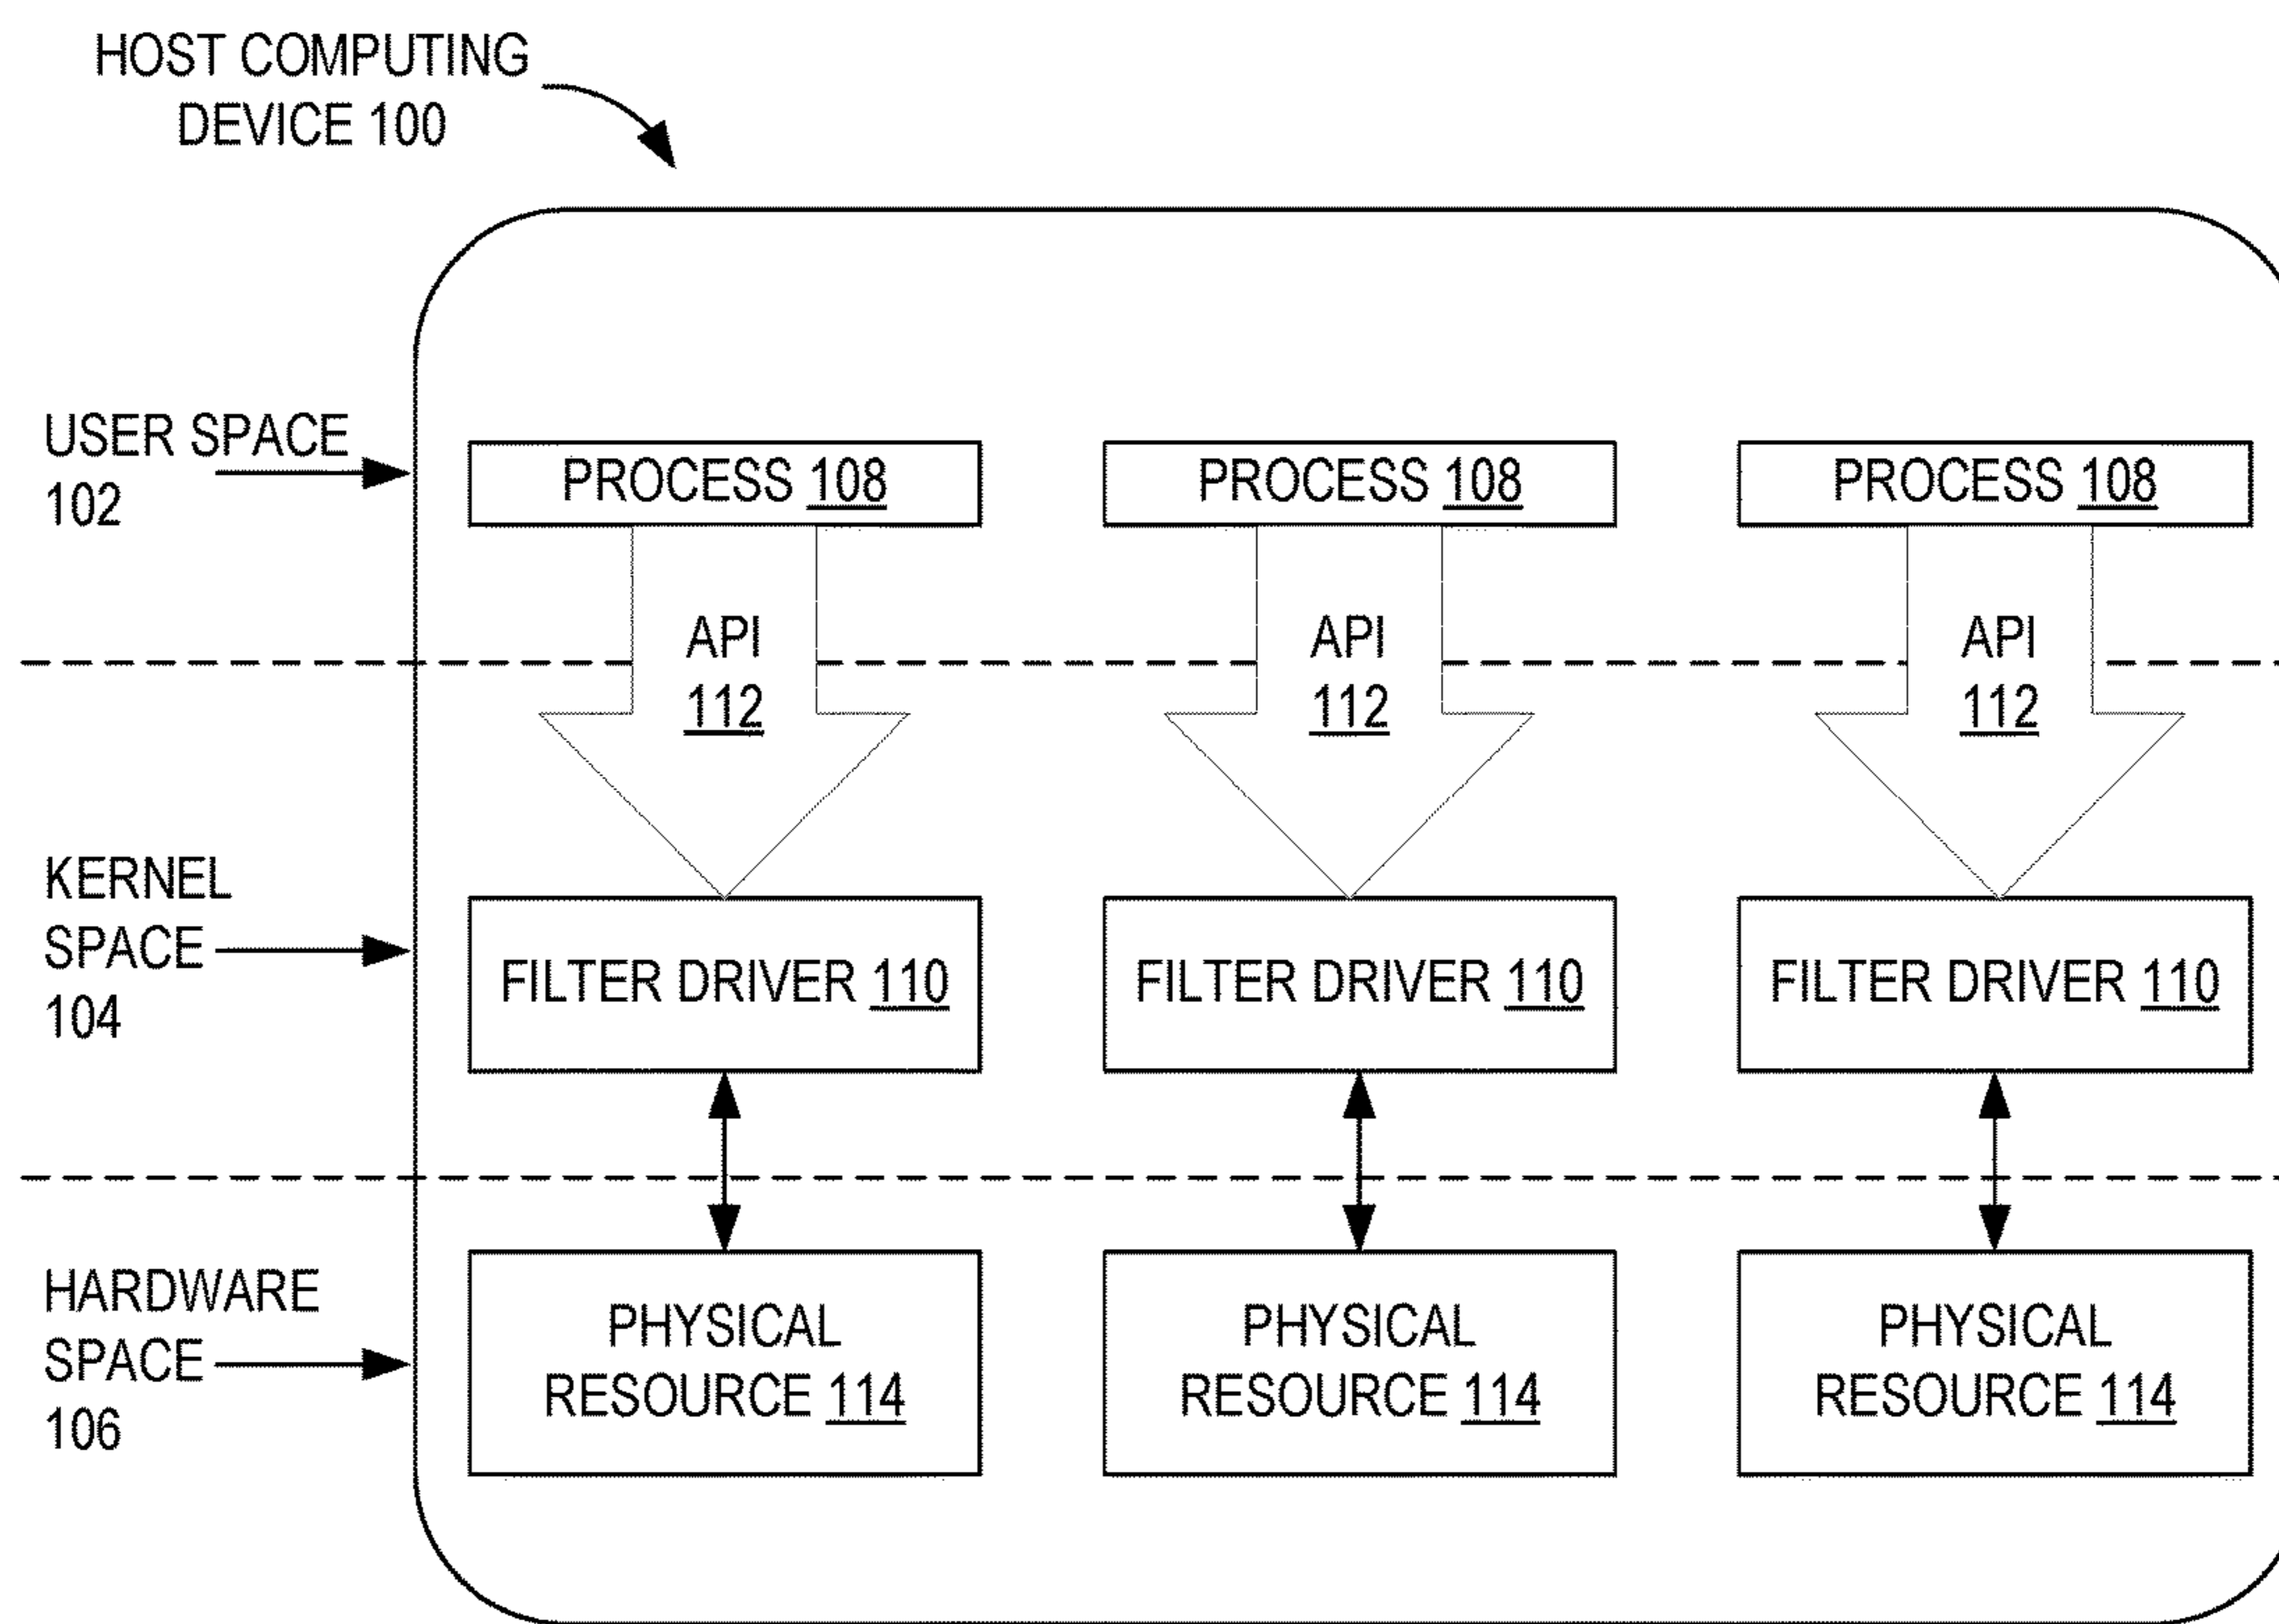 HOST COMPUTING
DEVICE 100
USER SPACE
102
PROCESS 108
PROCESS 108
PROCESS 108
API
112
API
112
API
112
KERNEL
SPACE
104
FILTER DRIVER 110
FILTER DRIVER 110
FILTER DRIVER 110
HARDWARE
SPACE
106
PHYSICAL
RESOURCE 114
PHYSICAL
RESOURCE 114
PHYSICAL
RESOURCE 114